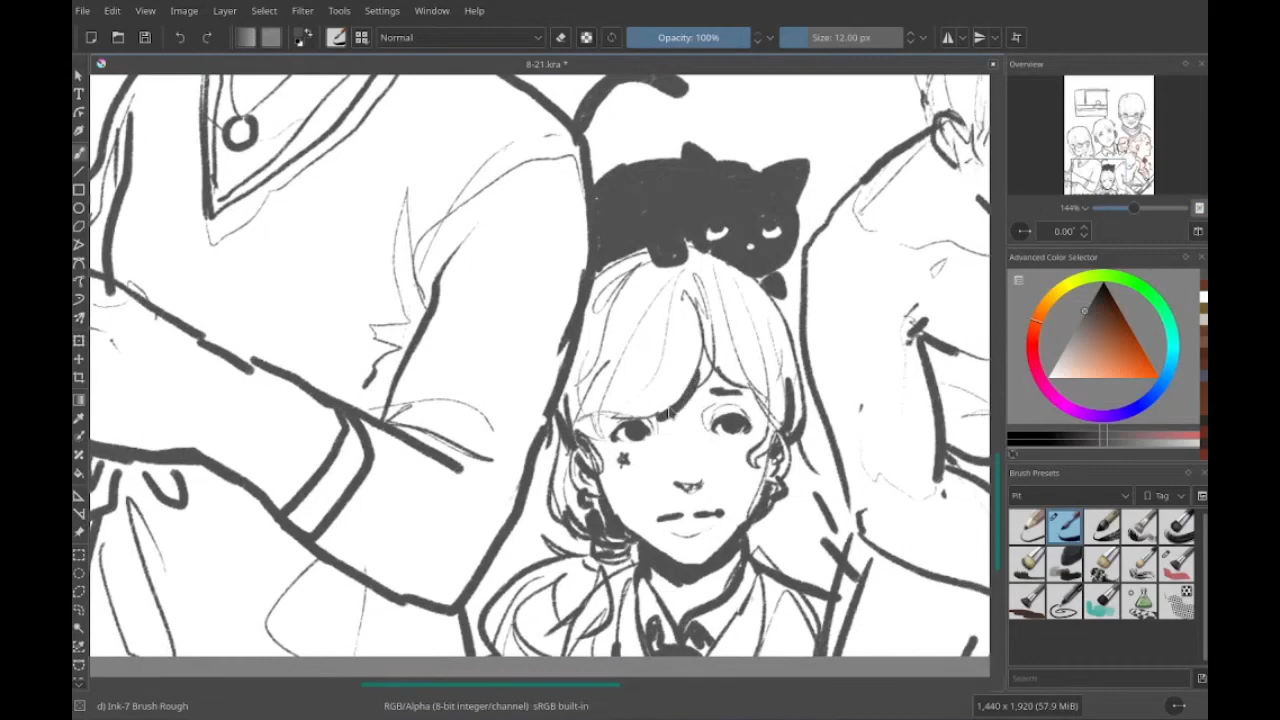 File Edit View Image Layer Select Filter Tools Settings Window Help
Normal Opacity: 100% Size: 12.00 px
8-21.kra *
Overview
144%
0.00°
Advanced Color Selector
Brush Presets
Pit Tag
Search
d) Ink-7 Brush Rough RGB/Alpha (8-bit integer/channel) sRGB built-in 1,440 x 1,920 (57.9 MiB)